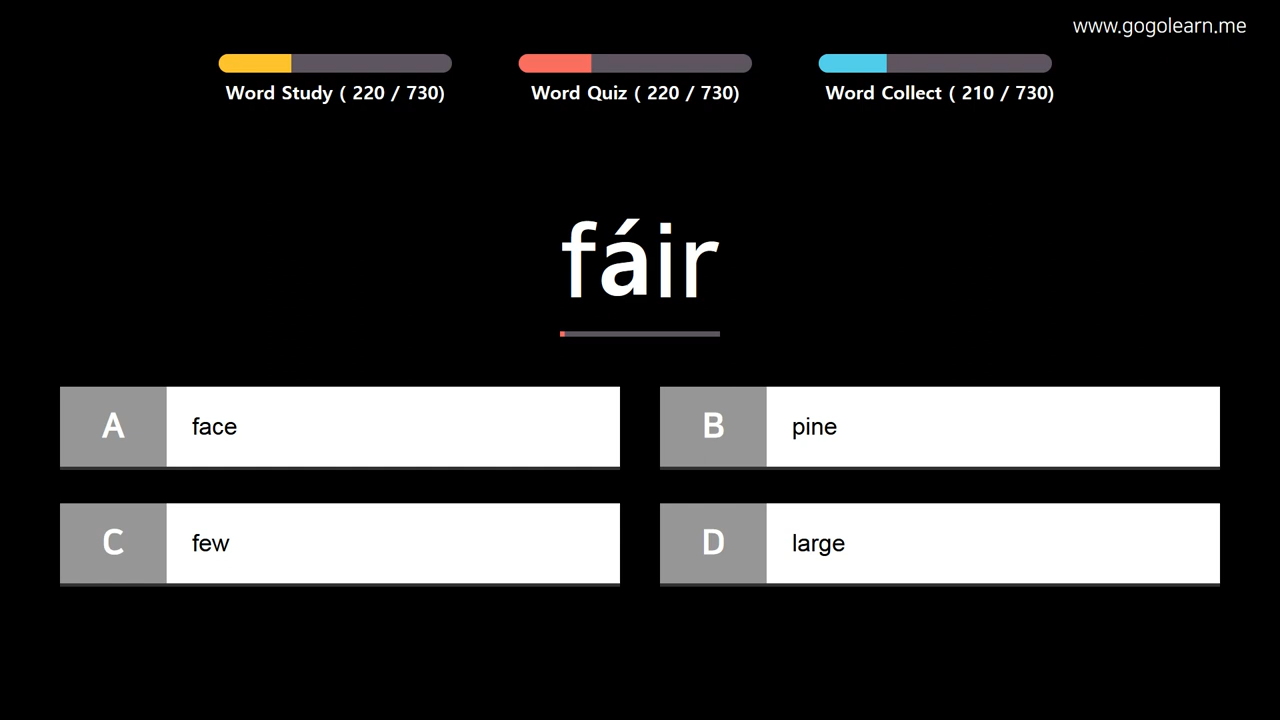 www.gogolearn.me
Word Study ( 220 / 730)
Word Quiz ( 220 / 730)
Word Collect ( 210 / 730)
fáir
A face
B pine
C few
D large